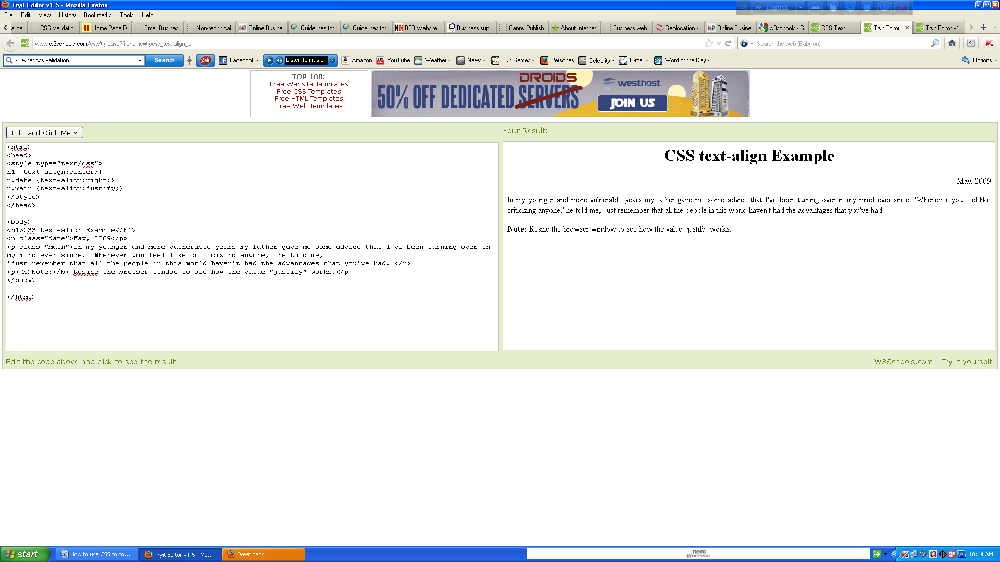 Tryit Editor v1.5 - Mozilla Firefox
English
File Edit View History Bookmarks Tools Help
alida... CSS Validatio... Home Page D... Small Business... Non-technical... Online Busine... Guidelines for ... Guidelines for ... B2B Website ... Business sup... Canny Publish... About Internet... Business web... Geolocation - ... Online Busine... w3schools - G... CSS Text Tryit Editor... Tryit Editor v1...
www.w3schools.com/css/tryit.asp?filename=trycss_text-align_all
Search the web (Babylon)
what css validation Search Ask Facebook Listen to music Amazon YouTube Weather News Fun Games Personas Celebrity E-mail Word of the Day Options
TOP 100:
Free Website Templates
Free CSS Templates
Free HTML Templates
Free Web Templates
DROIDS
50% OFF DEDICATED SERVERS
westhost
JOIN US
Edit and Click Me »
<html>
<head>
<style type="text/css">
h1 {text-align:center;}
p.date {text-align:right;}
p.main {text-align:justify;}
</style>
</head>
<body>
<h1>CSS text-align Example</h1>
<p class="date">May, 2009</p>
<p class="main">In my younger and more vulnerable years my father gave me some advice that I've been turning over in
my mind ever since. 'Whenever you feel like criticizing anyone,' he told me,
'just remember that all the people in this world haven't had the advantages that you've had.'</p>
<p><b>Note:</b> Resize the browser window to see how the value "justify" works.</p>
</body>
</html>
Your Result:
CSS text-align Example
May, 2009
In my younger and more vulnerable years my father gave me some advice that I've been turning over in my mind ever since. 'Whenever you feel like
criticizing anyone,' he told me, 'just remember that all the people in this world haven't had the advantages that you've had.'
Note: Resize the browser window to see how the value "justify" works.
Edit the code above and click to see the result.
W3Schools.com - Try it yourself
start
How to use CSS to co...
Tryit Editor v1.5 - Mo...
Downloads
nero
SEARCH
10:14 AM